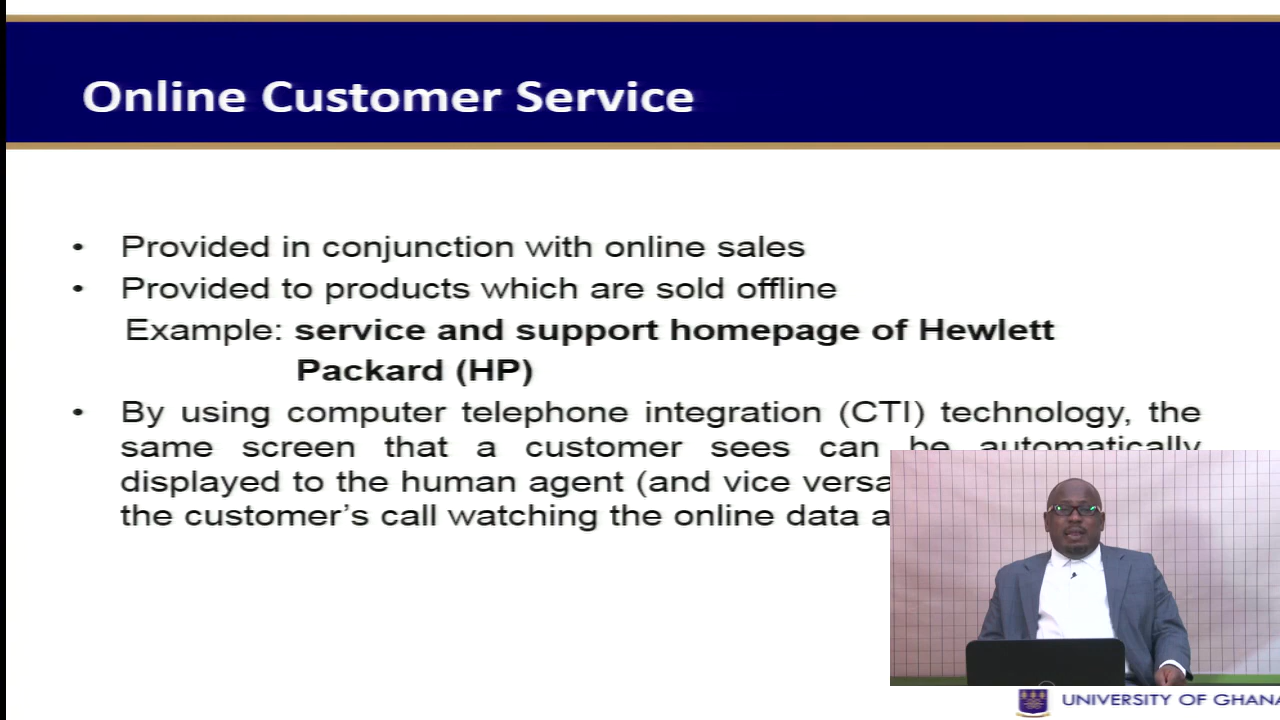 Online Customer Service
• Provided in conjunction with online sales
• Provided to products which are sold offline
Example: service and support homepage of Hewlett
Packard (HP)
• By using computer telephone integration (CTI) technology, the
same screen that a customer sees can be automatically
displayed to the human agent (and vice versa
the customer's call watching the online data a
UNIVERSITY OF GHANA